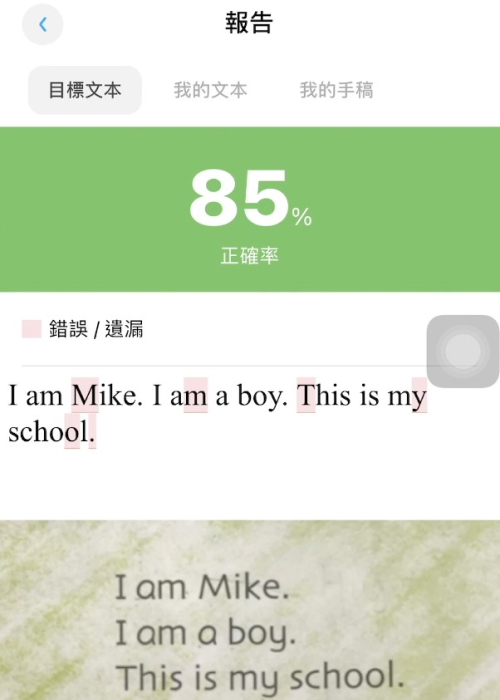 報告
目標文本 我的文本 我的手稿
85%
正確率
錯誤 / 遺漏
I am Mike. I am a boy. This is my
school.
I am Mike.
I am a boy.
This is my school.